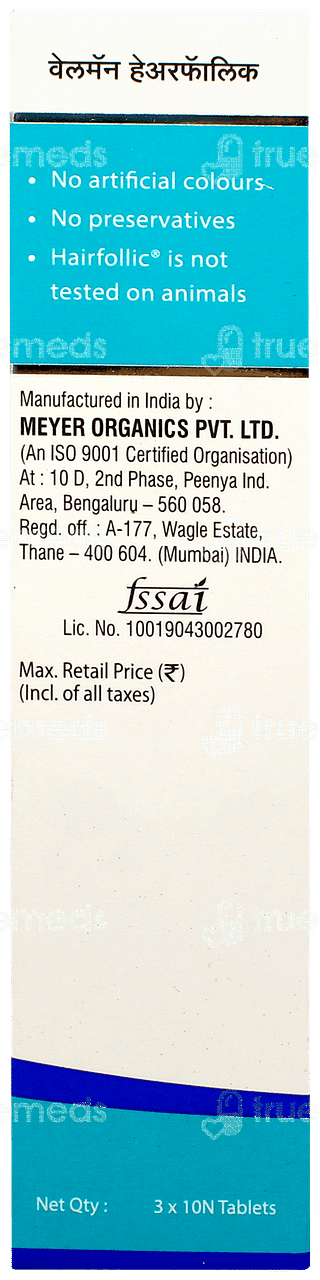 वेलमॅन हेअरफॅालिक
• No artificial colours
• No preservatives
• Hairfollic® is not
tested on animals
Manufactured in India by :
MEYER ORGANICS PVT. LTD.
(An ISO 9001 Certified Organisation)
At : 10 D, 2nd Phase, Peenya Ind.
Area, Bengaluru – 560 058.
Regd. off. : A-177, Wagle Estate,
Thane – 400 604. (Mumbai) INDIA.
fssai
Lic. No. 10019043002780
Max. Retail Price (₹)
(Incl. of all taxes)
Net Qty : 3 x 10N Tablets